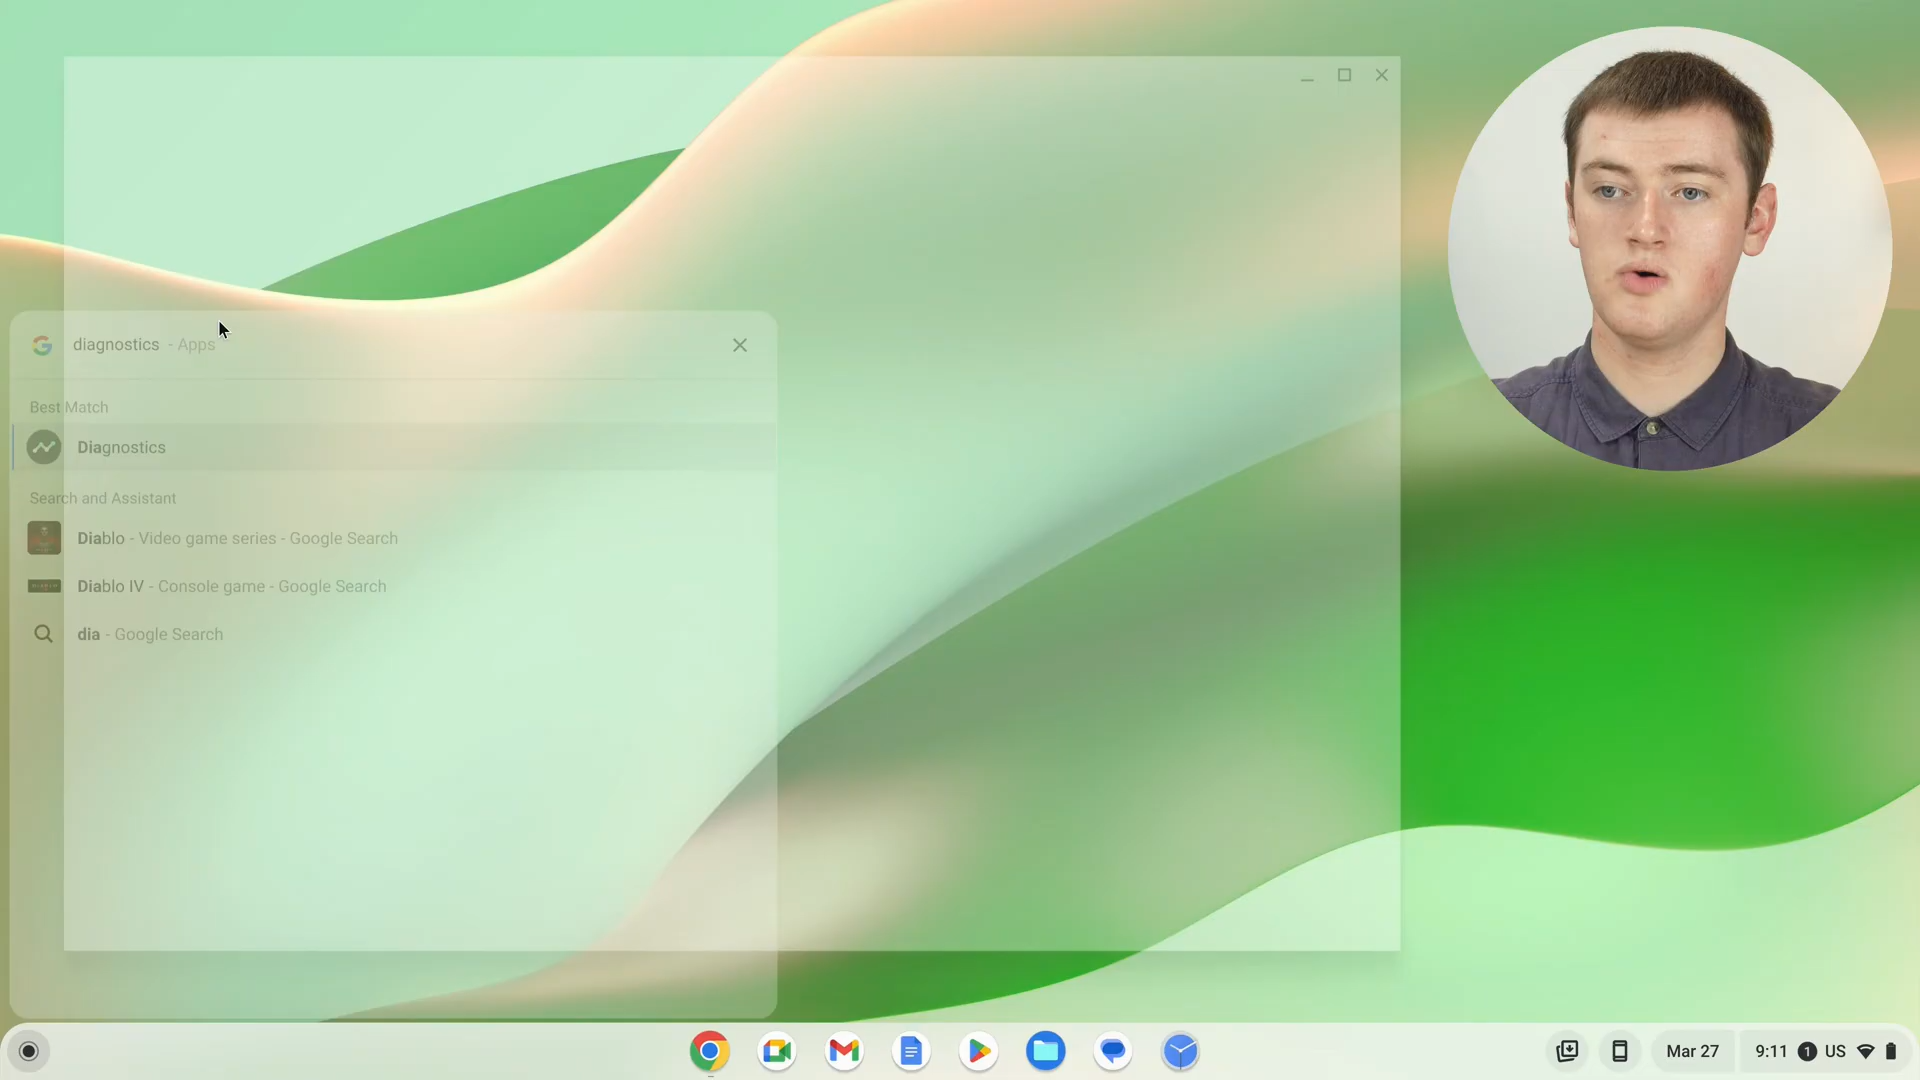 diagnostics - Apps
Best Match
Diagnostics
Search and Assistant
Diablo - Video game series - Google Search
Diablo IV - Console game - Google Search
dia - Google Search
Mar 27
9:11 1 US